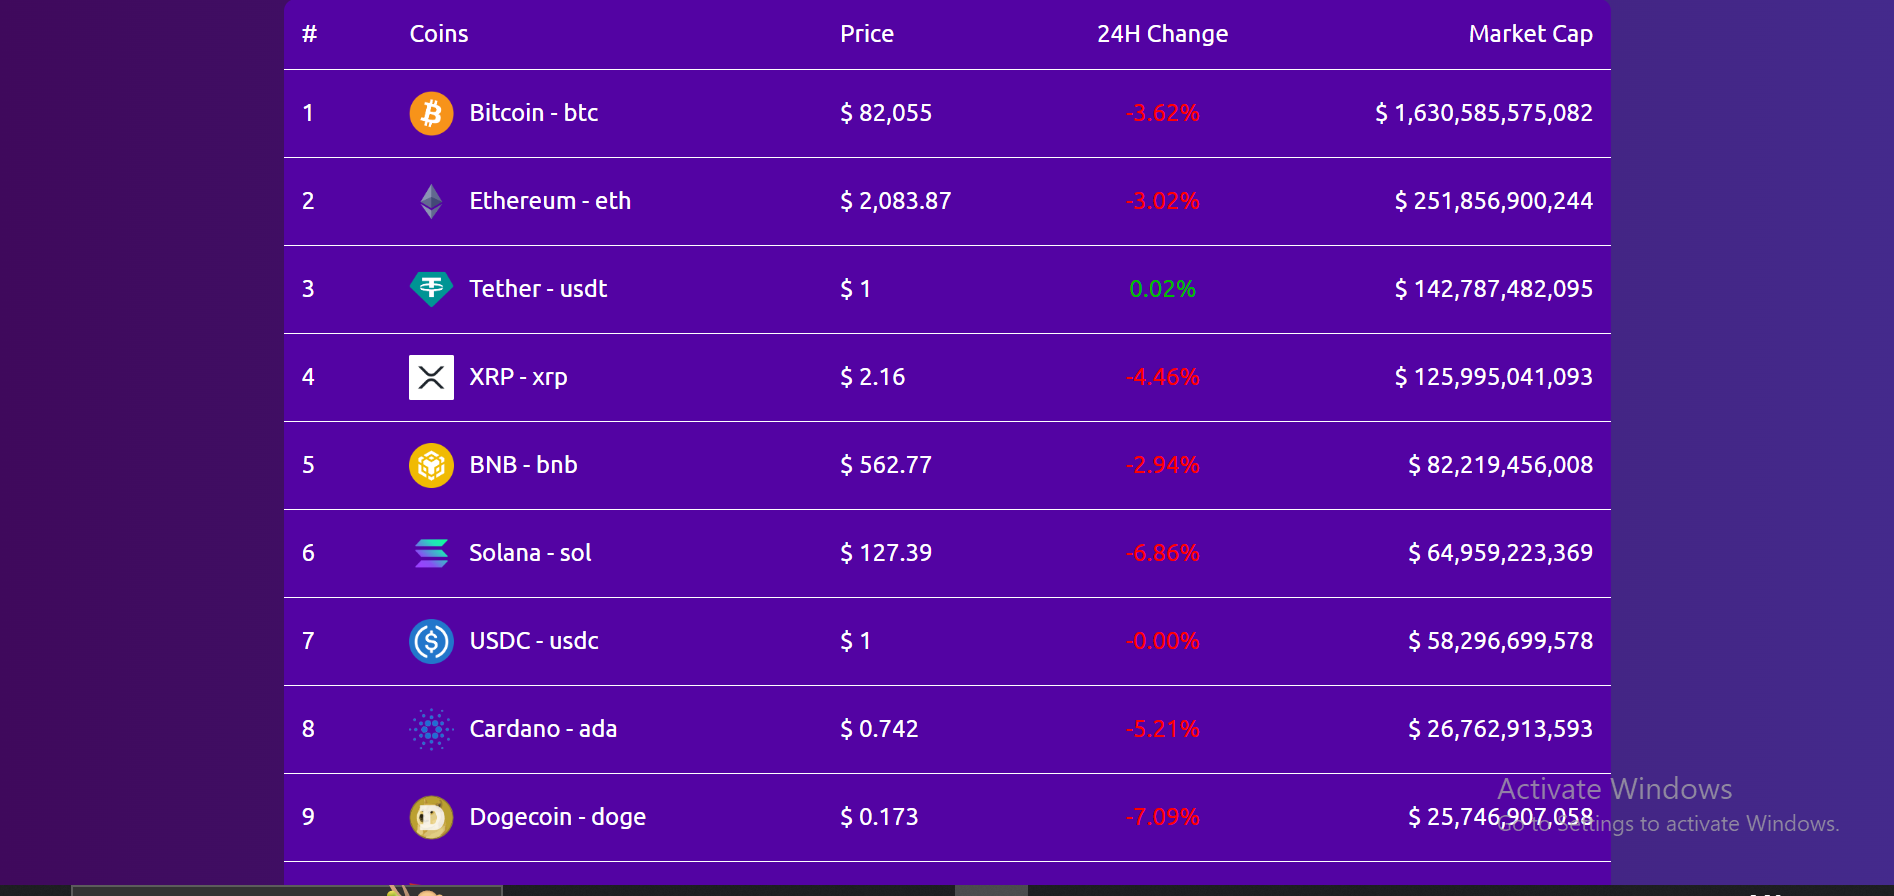 # Coins Price 24H Change Market Cap
1 Bitcoin - btc $ 82,055 -3.62% $ 1,630,585,575,082
2 Ethereum - eth $ 2,083.87 -3.02% $ 251,856,900,244
3 Tether - usdt $ 1 0.02% $ 142,787,482,095
4 XRP - xrp $ 2.16 -4.46% $ 125,995,041,093
5 BNB - bnb $ 562.77 -2.94% $ 82,219,456,008
6 Solana - sol $ 127.39 -6.86% $ 64,959,223,369
7 USDC - usdc $ 1 -0.00% $ 58,296,699,578
8 Cardano - ada $ 0.742 -5.21% $ 26,762,913,593
Activate Windows
9 Dogecoin - doge $ 0.173 -7.09% $ 25,746,907,058
Go to Settings to activate Windows.